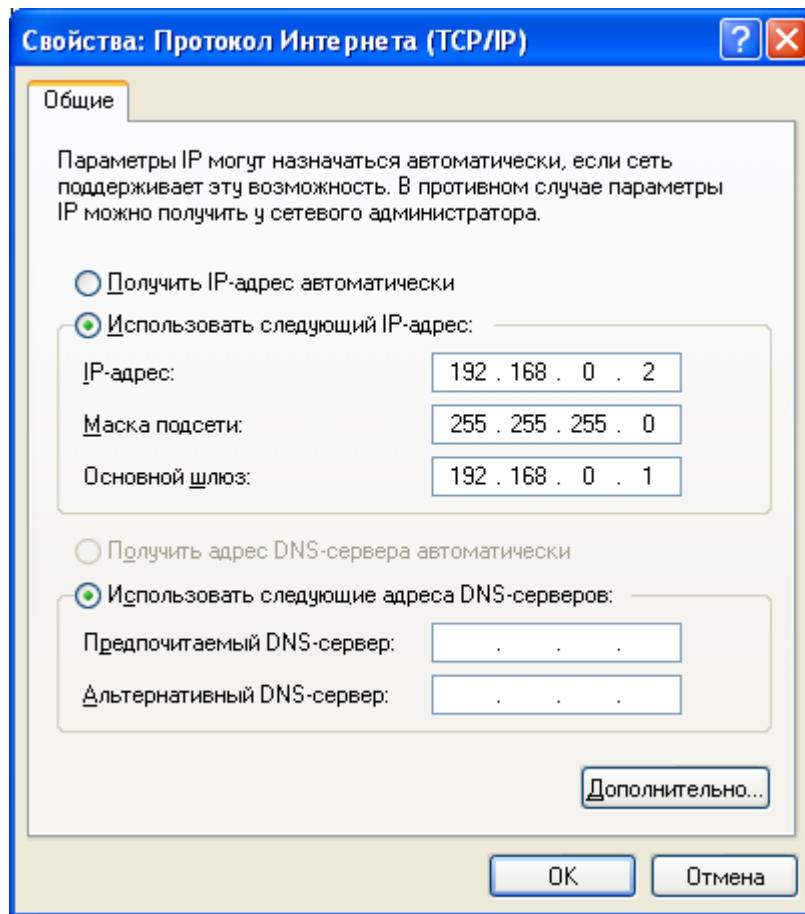 Свойства: Протокол Интернета (TCP/IP)
Общие
Параметры IP могут назначаться автоматически, если сеть
поддерживает эту возможность. В противном случае параметры
IP можно получить у сетевого администратора.
Получить IP-адрес автоматически
Использовать следующий IP-адрес:
IP-адрес: 192 . 168 . 0 . 2
Маска подсети: 255 . 255 . 255 . 0
Основной шлюз: 192 . 168 . 0 . 1
Получить адрес DNS-сервера автоматически
Использовать следующие адреса DNS-серверов:
Предпочитаемый DNS-сервер: . . .
Альтернативный DNS-сервер: . . .
Дополнительно...
OK Отмена